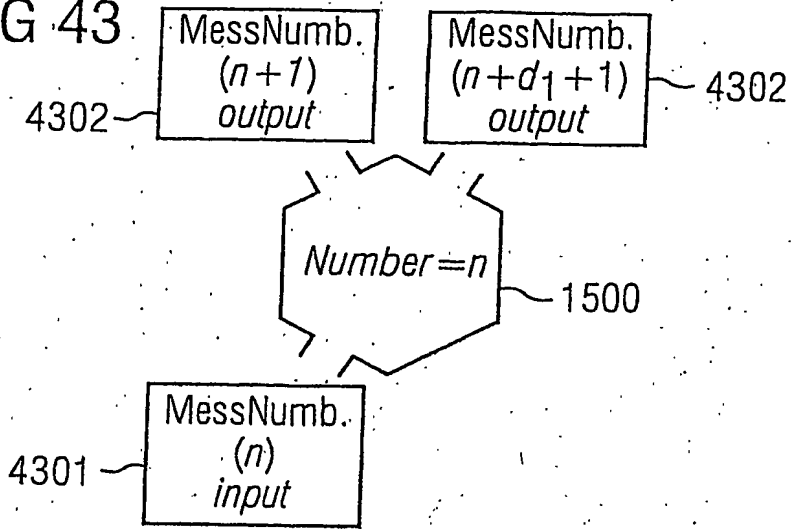 G 43
MessNumb.
(n+1)
output
4302
MessNumb.
(n+d1+1)
output
4302
Number=n
1500
MessNumb.
(n)
input
4301